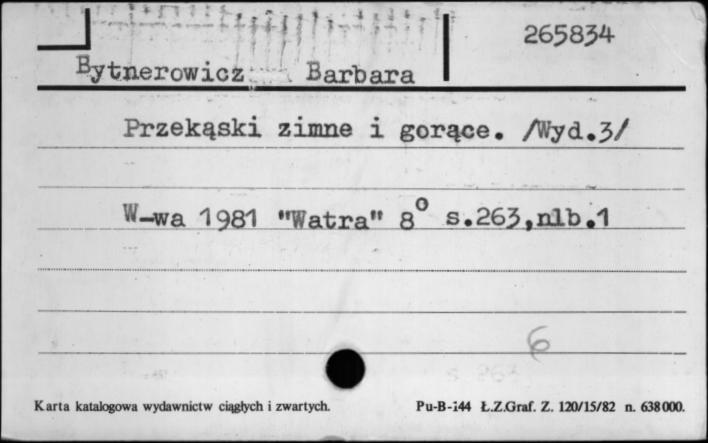 265834
Bytnerowicz Barbara
Przekąski zimne i gorące. /Wyd.3/
W-wa 1981 "Watra" 8° s.263,nlb.1
6
Karta katalogowa wydawnictw ciągłych i zwartych. Pu-B-144 Ł.Z.Graf. Z. 120/15/82 n. 638000.